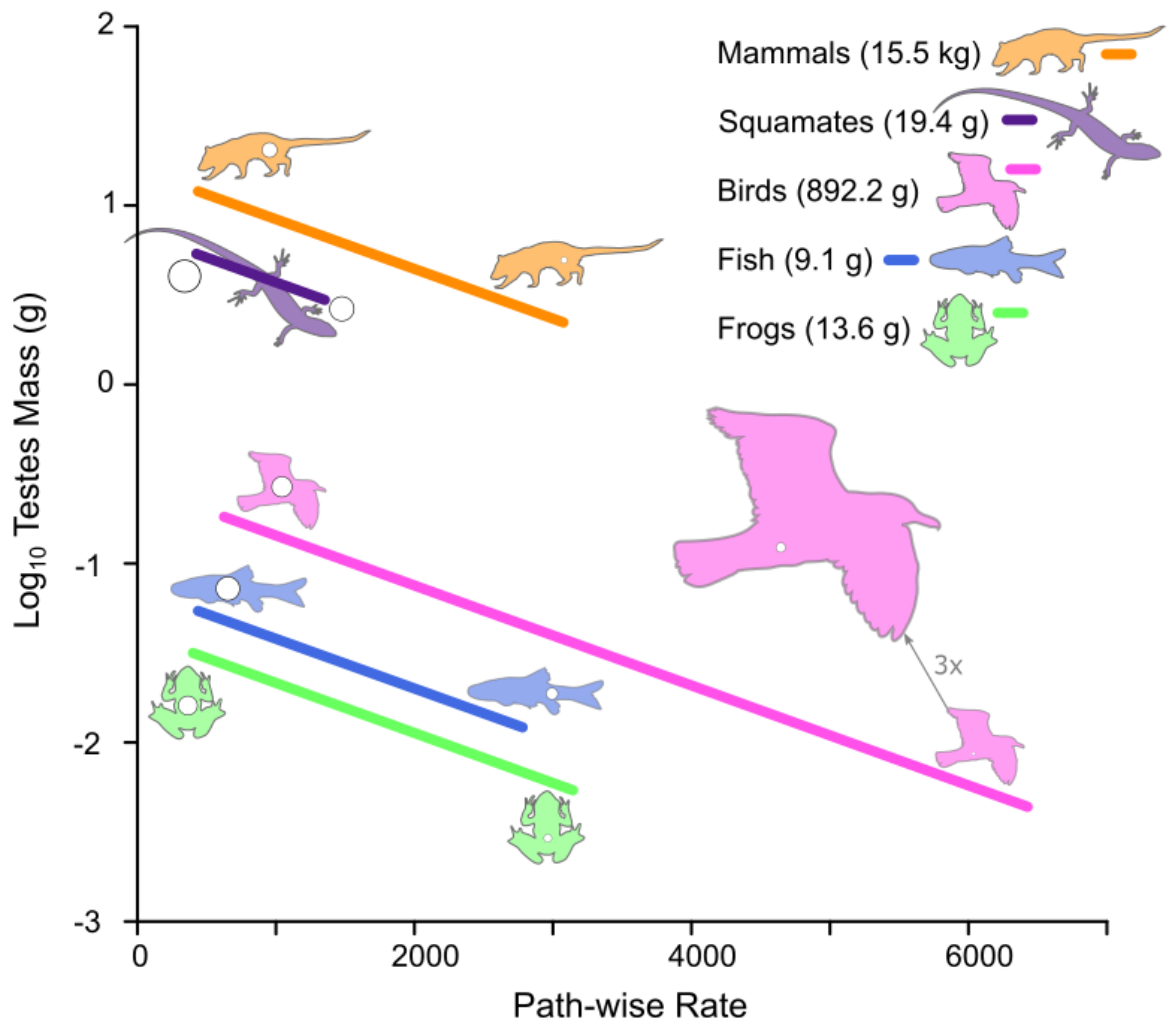 Log₁₀ Testes Mass (g)
2
1
0
-1
-2
-3
Mammals (15.5 kg)
Squamates (19.4 g)
Birds (892.2 g)
Fish (9.1 g)
Frogs (13.6 g)
3x
0 2000 4000 6000
Path-wise Rate